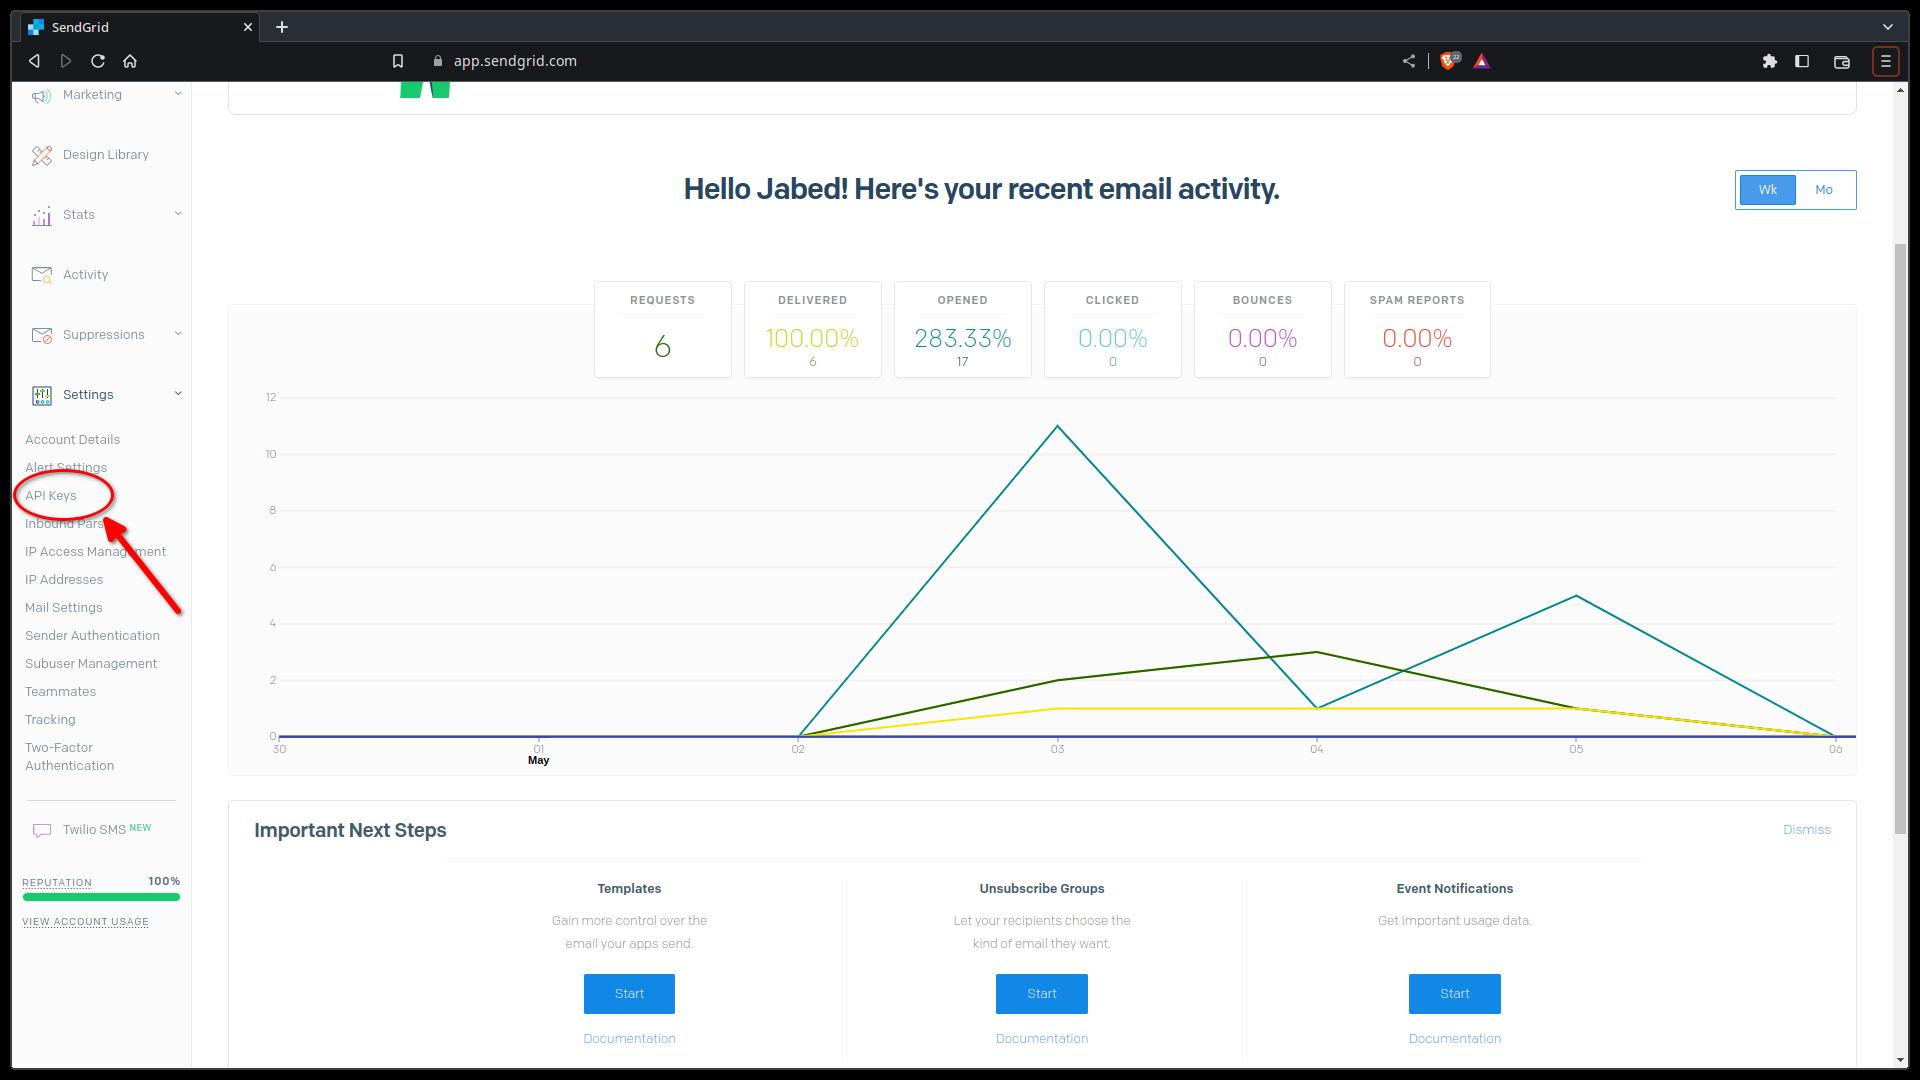 SendGrid
app.sendgrid.com
Marketing
Design Library
Stats
Activity
Suppressions
Settings
Account Details
Alert Settings
API Keys
Inbound Pars
IP Access Management
IP Addresses
Mail Settings
Sender Authentication
Subuser Management
Teammates
Tracking
Two-Factor
Authentication
Twilio SMS NEW
REPUTATION 100%
VIEW ACCOUNT USAGE
Hello Jabed! Here's your recent email activity.
Wk Mo
REQUESTS
6
DELIVERED
100.00%
6
OPENED
283.33%
17
CLICKED
0.00%
0
BOUNCES
0.00%
0
SPAM REPORTS
0.00%
0
12
10
8
6
4
2
0
30 01 02 03 04 05 06
May
Important Next Steps
Dismiss
Templates
Gain more control over the
email your apps send.
Start
Documentation
Unsubscribe Groups
Let your recipients choose the
kind of email they want.
Start
Documentation
Event Notifications
Get important usage data.
Start
Documentation